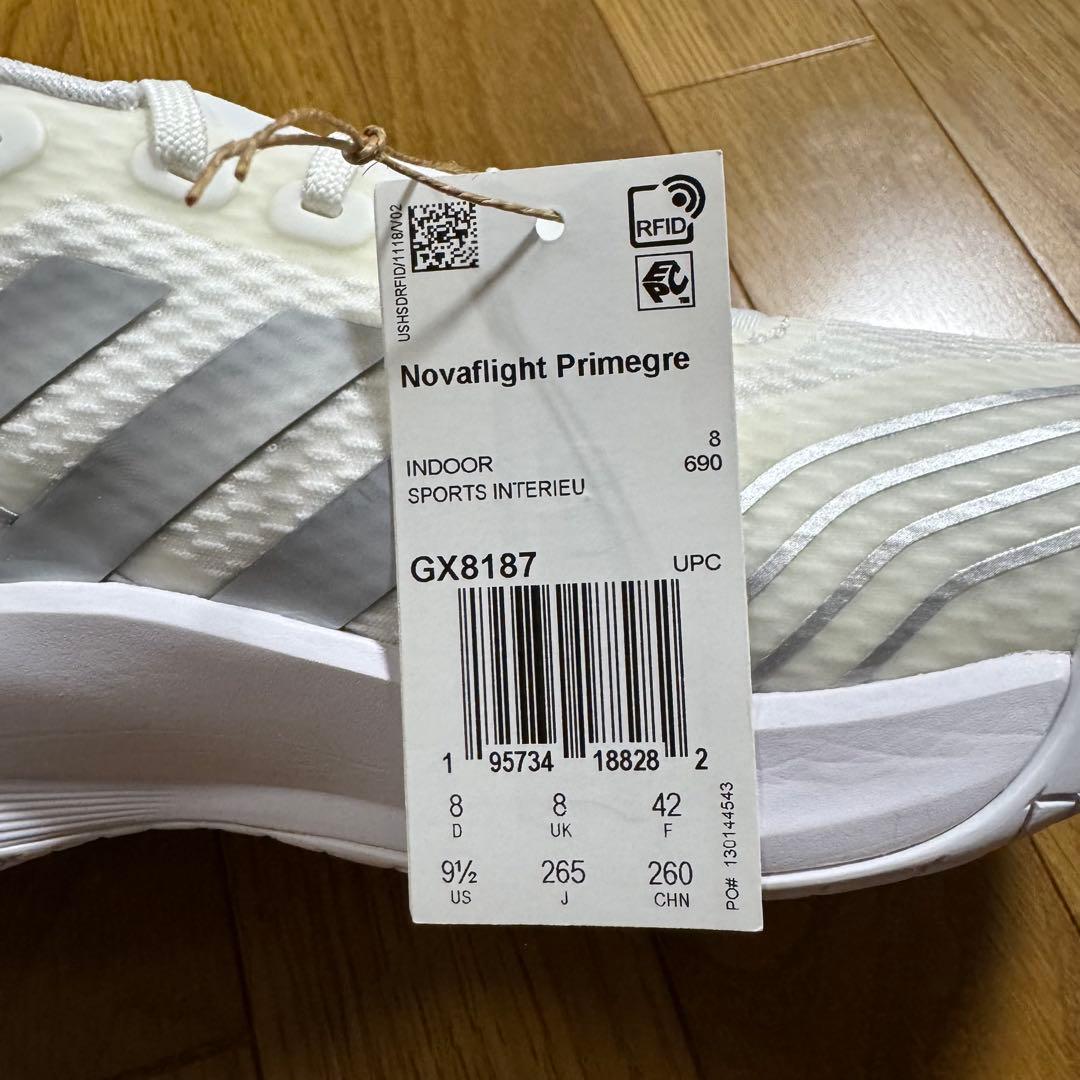 USHSDRFID/1118/V02
RFID
EPC
TM
Novaflight Primegre
8
INDOOR 690
SPORTS INTERIEU
GX8187 UPC
1 95734 18828 2
8 8 42
D UK F
9½ 265 260
US J CHN
PO# 130144543